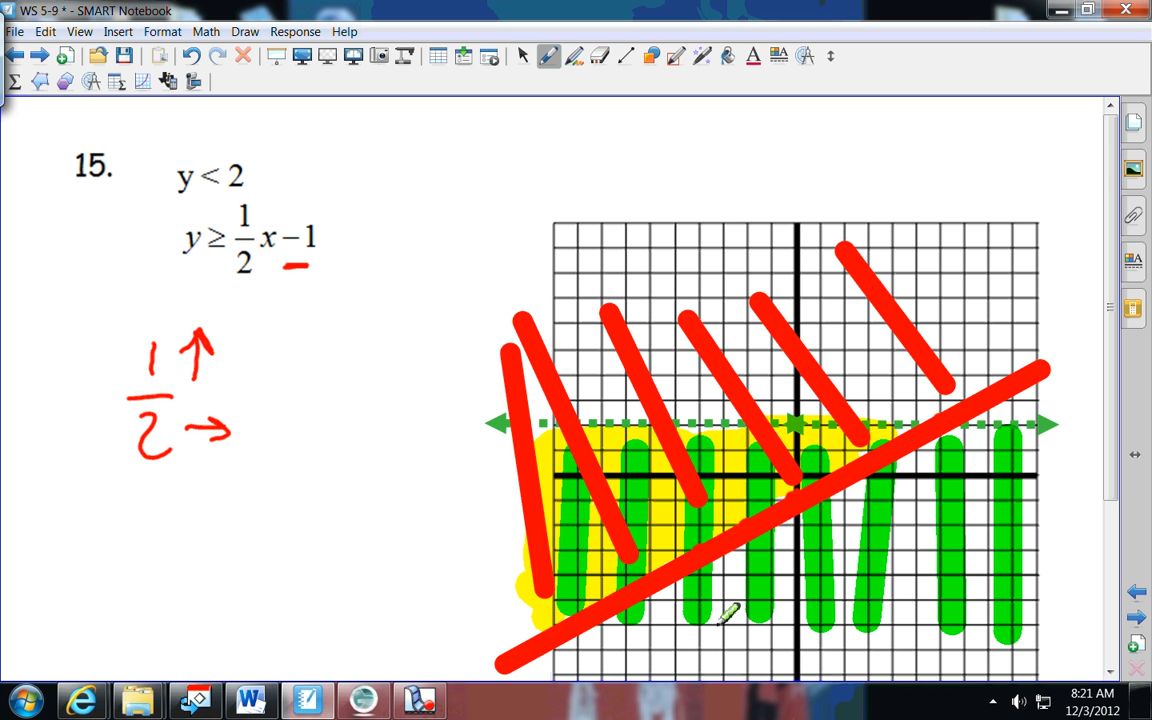 WS 5-9 * - SMART Notebook
File Edit View Insert Format Math Draw Response Help
15.
y < 2
y ≥ 1/2 x – 1
1 ↑
2 →
8:21 AM
12/3/2012